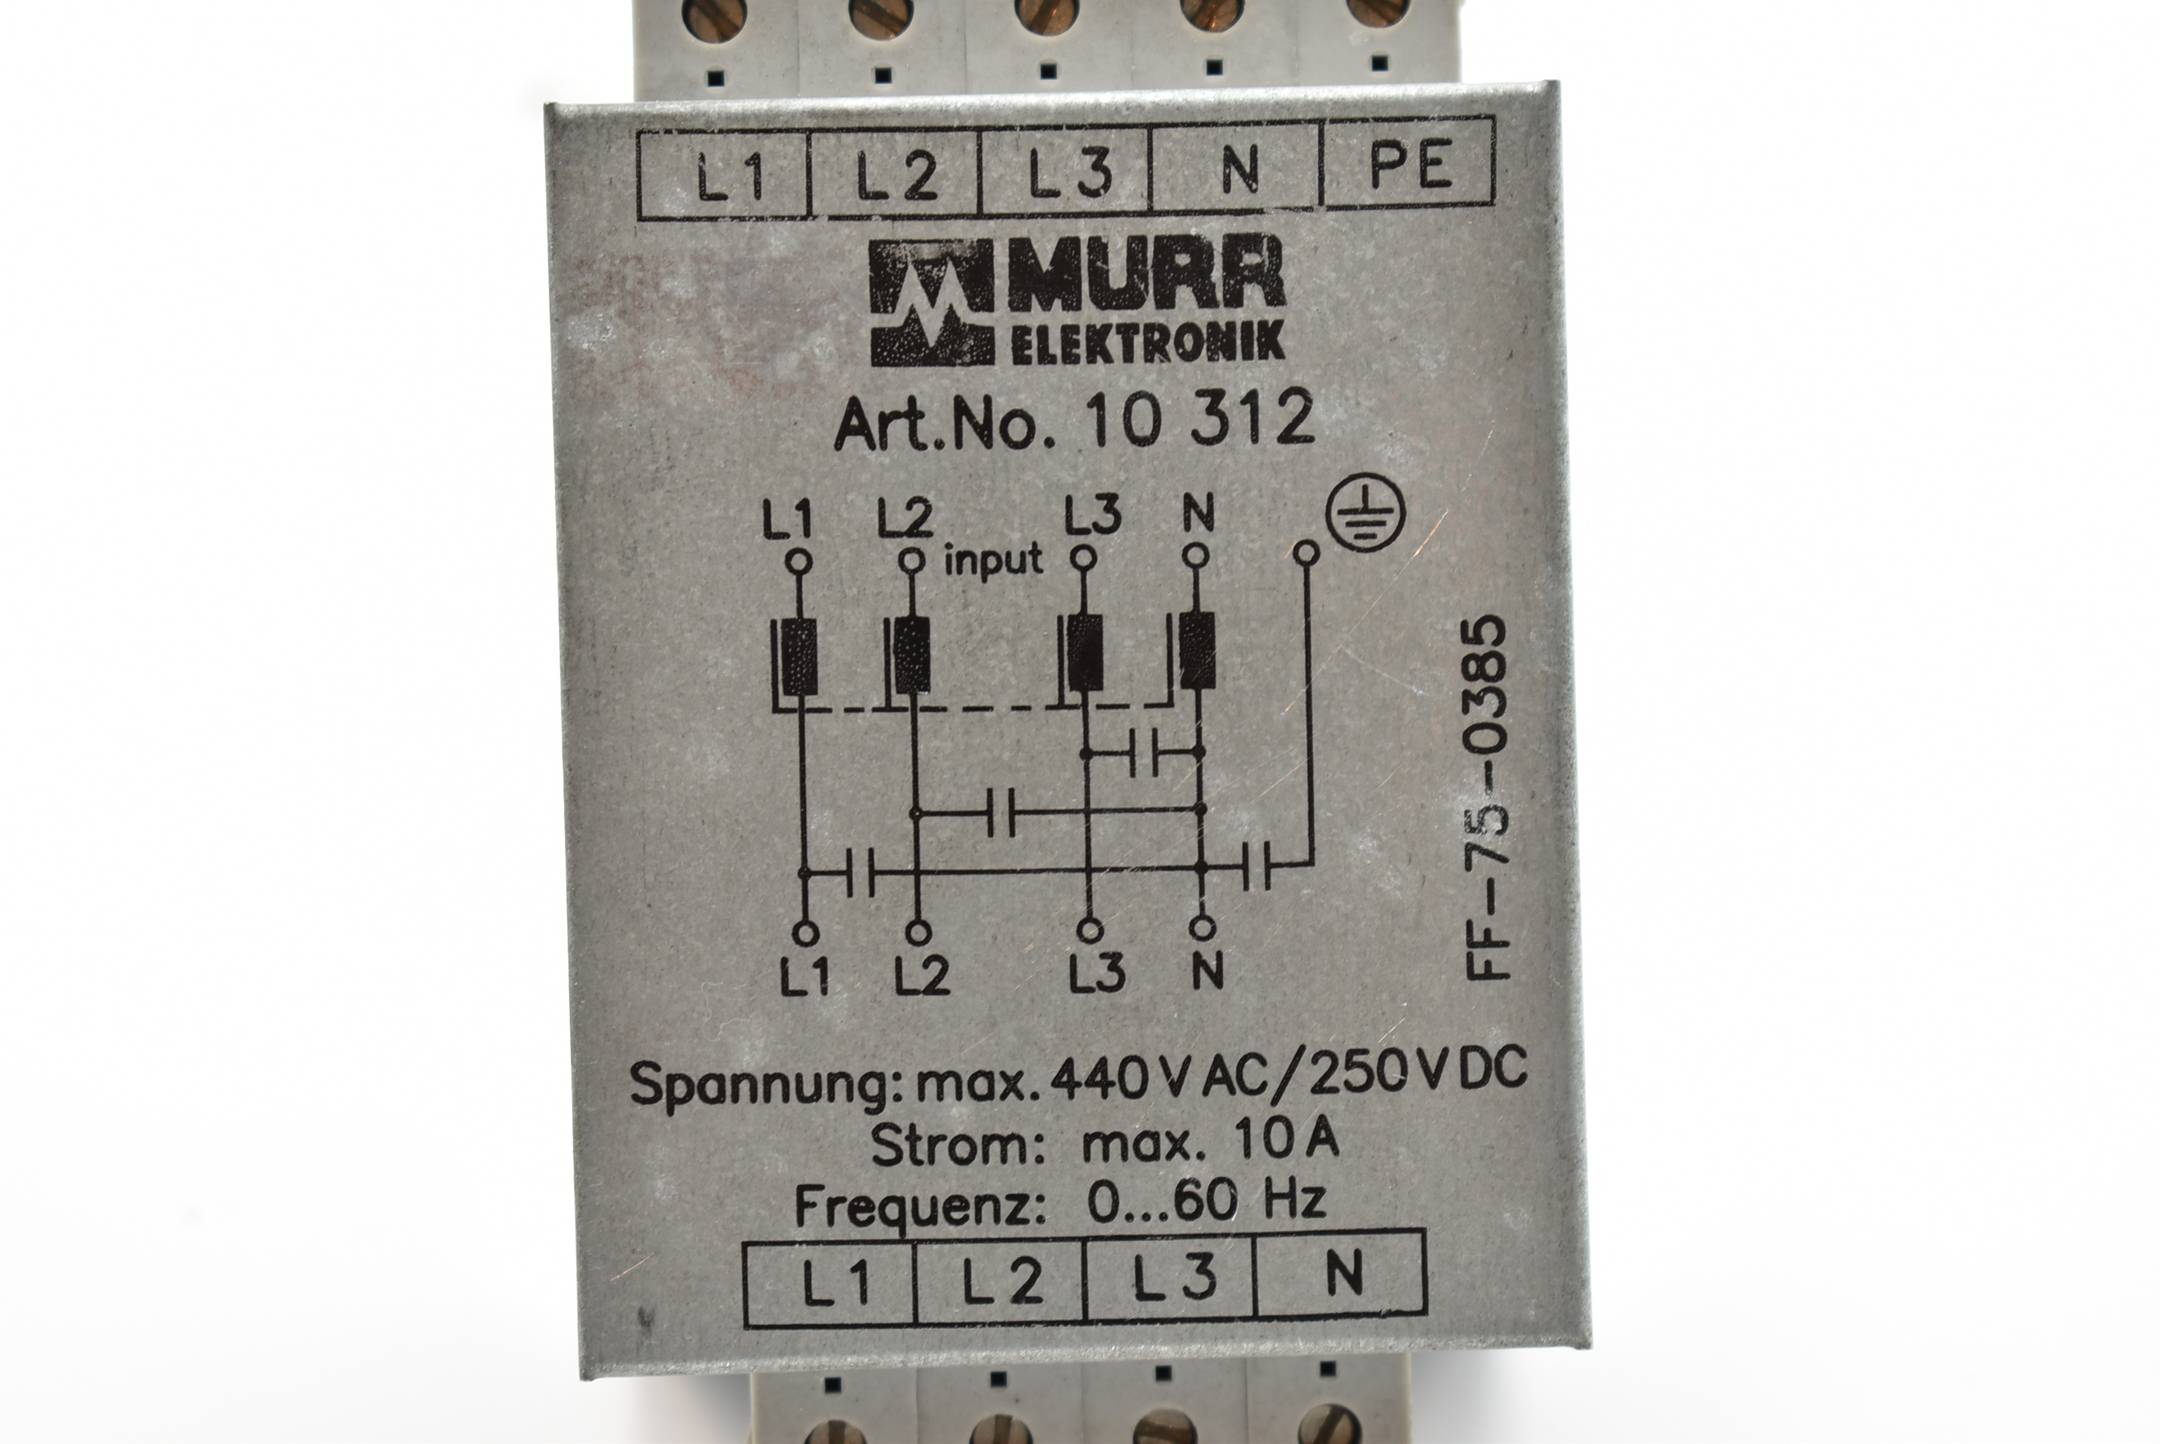 L1 L2 L3 N PE
MURR
ELEKTRONIK
Art.No. 10 312
L1 L2 L3 N
input
FF-75-0385
L1 L2 L3 N
Spannung: max. 440 V AC/250 V DC
Strom: max. 10 A
Frequenz: 0...60 Hz
L1 L2 L3 N